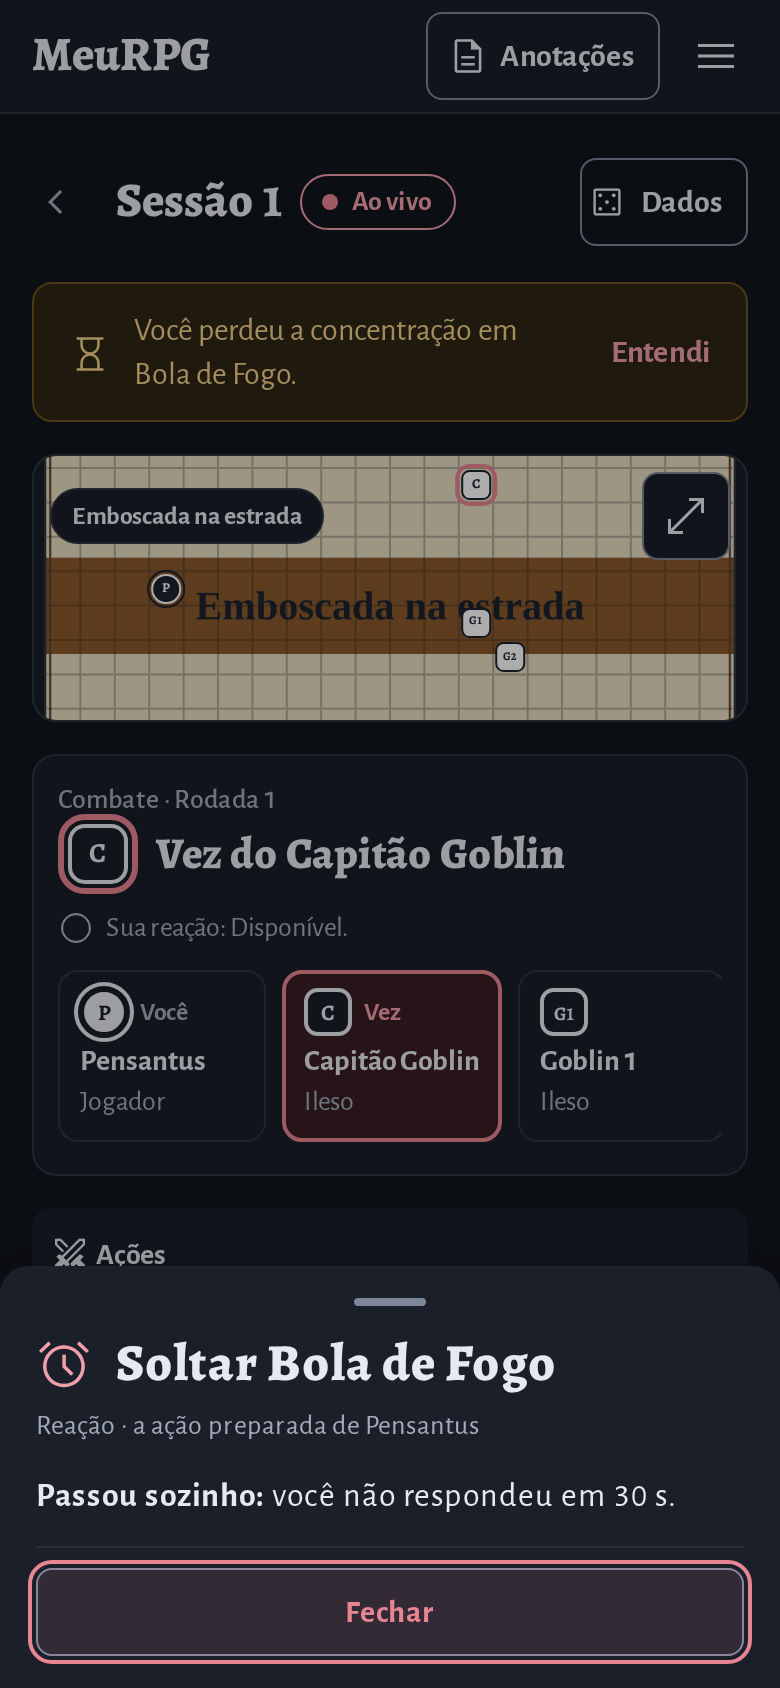 MeuRPG
Anotações
Sessão 1
Ao vivo
Dados
Você perdeu a concentração em
Bola de Fogo.
Entendi
C
Emboscada na estrada
P
Emboscada na estrada
G1
G2
Combate · Rodada 1
C
Vez do Capitão Goblin
Sua reação: Disponível.
P
Você
Pensantus
Jogador
C
Vez
Capitão Goblin
Ileso
G1
Goblin 1
Ileso
Ações
Soltar Bola de Fogo
Reação · a ação preparada de Pensantus
Passou sozinho: você não respondeu em 30 s.
Fechar